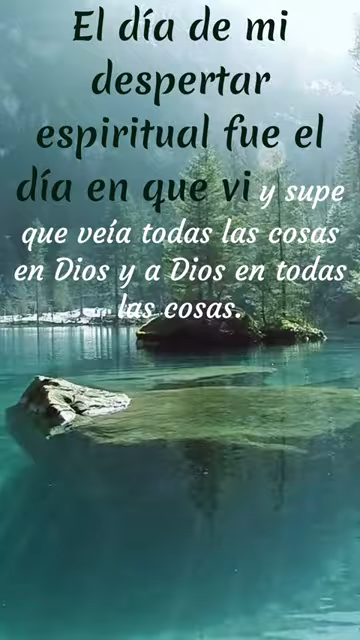 El día de mi
despertar
espiritual fue el
día en que vi y supe
que veía todas las cosas
en Dios y a Dios en todas
las cosas.